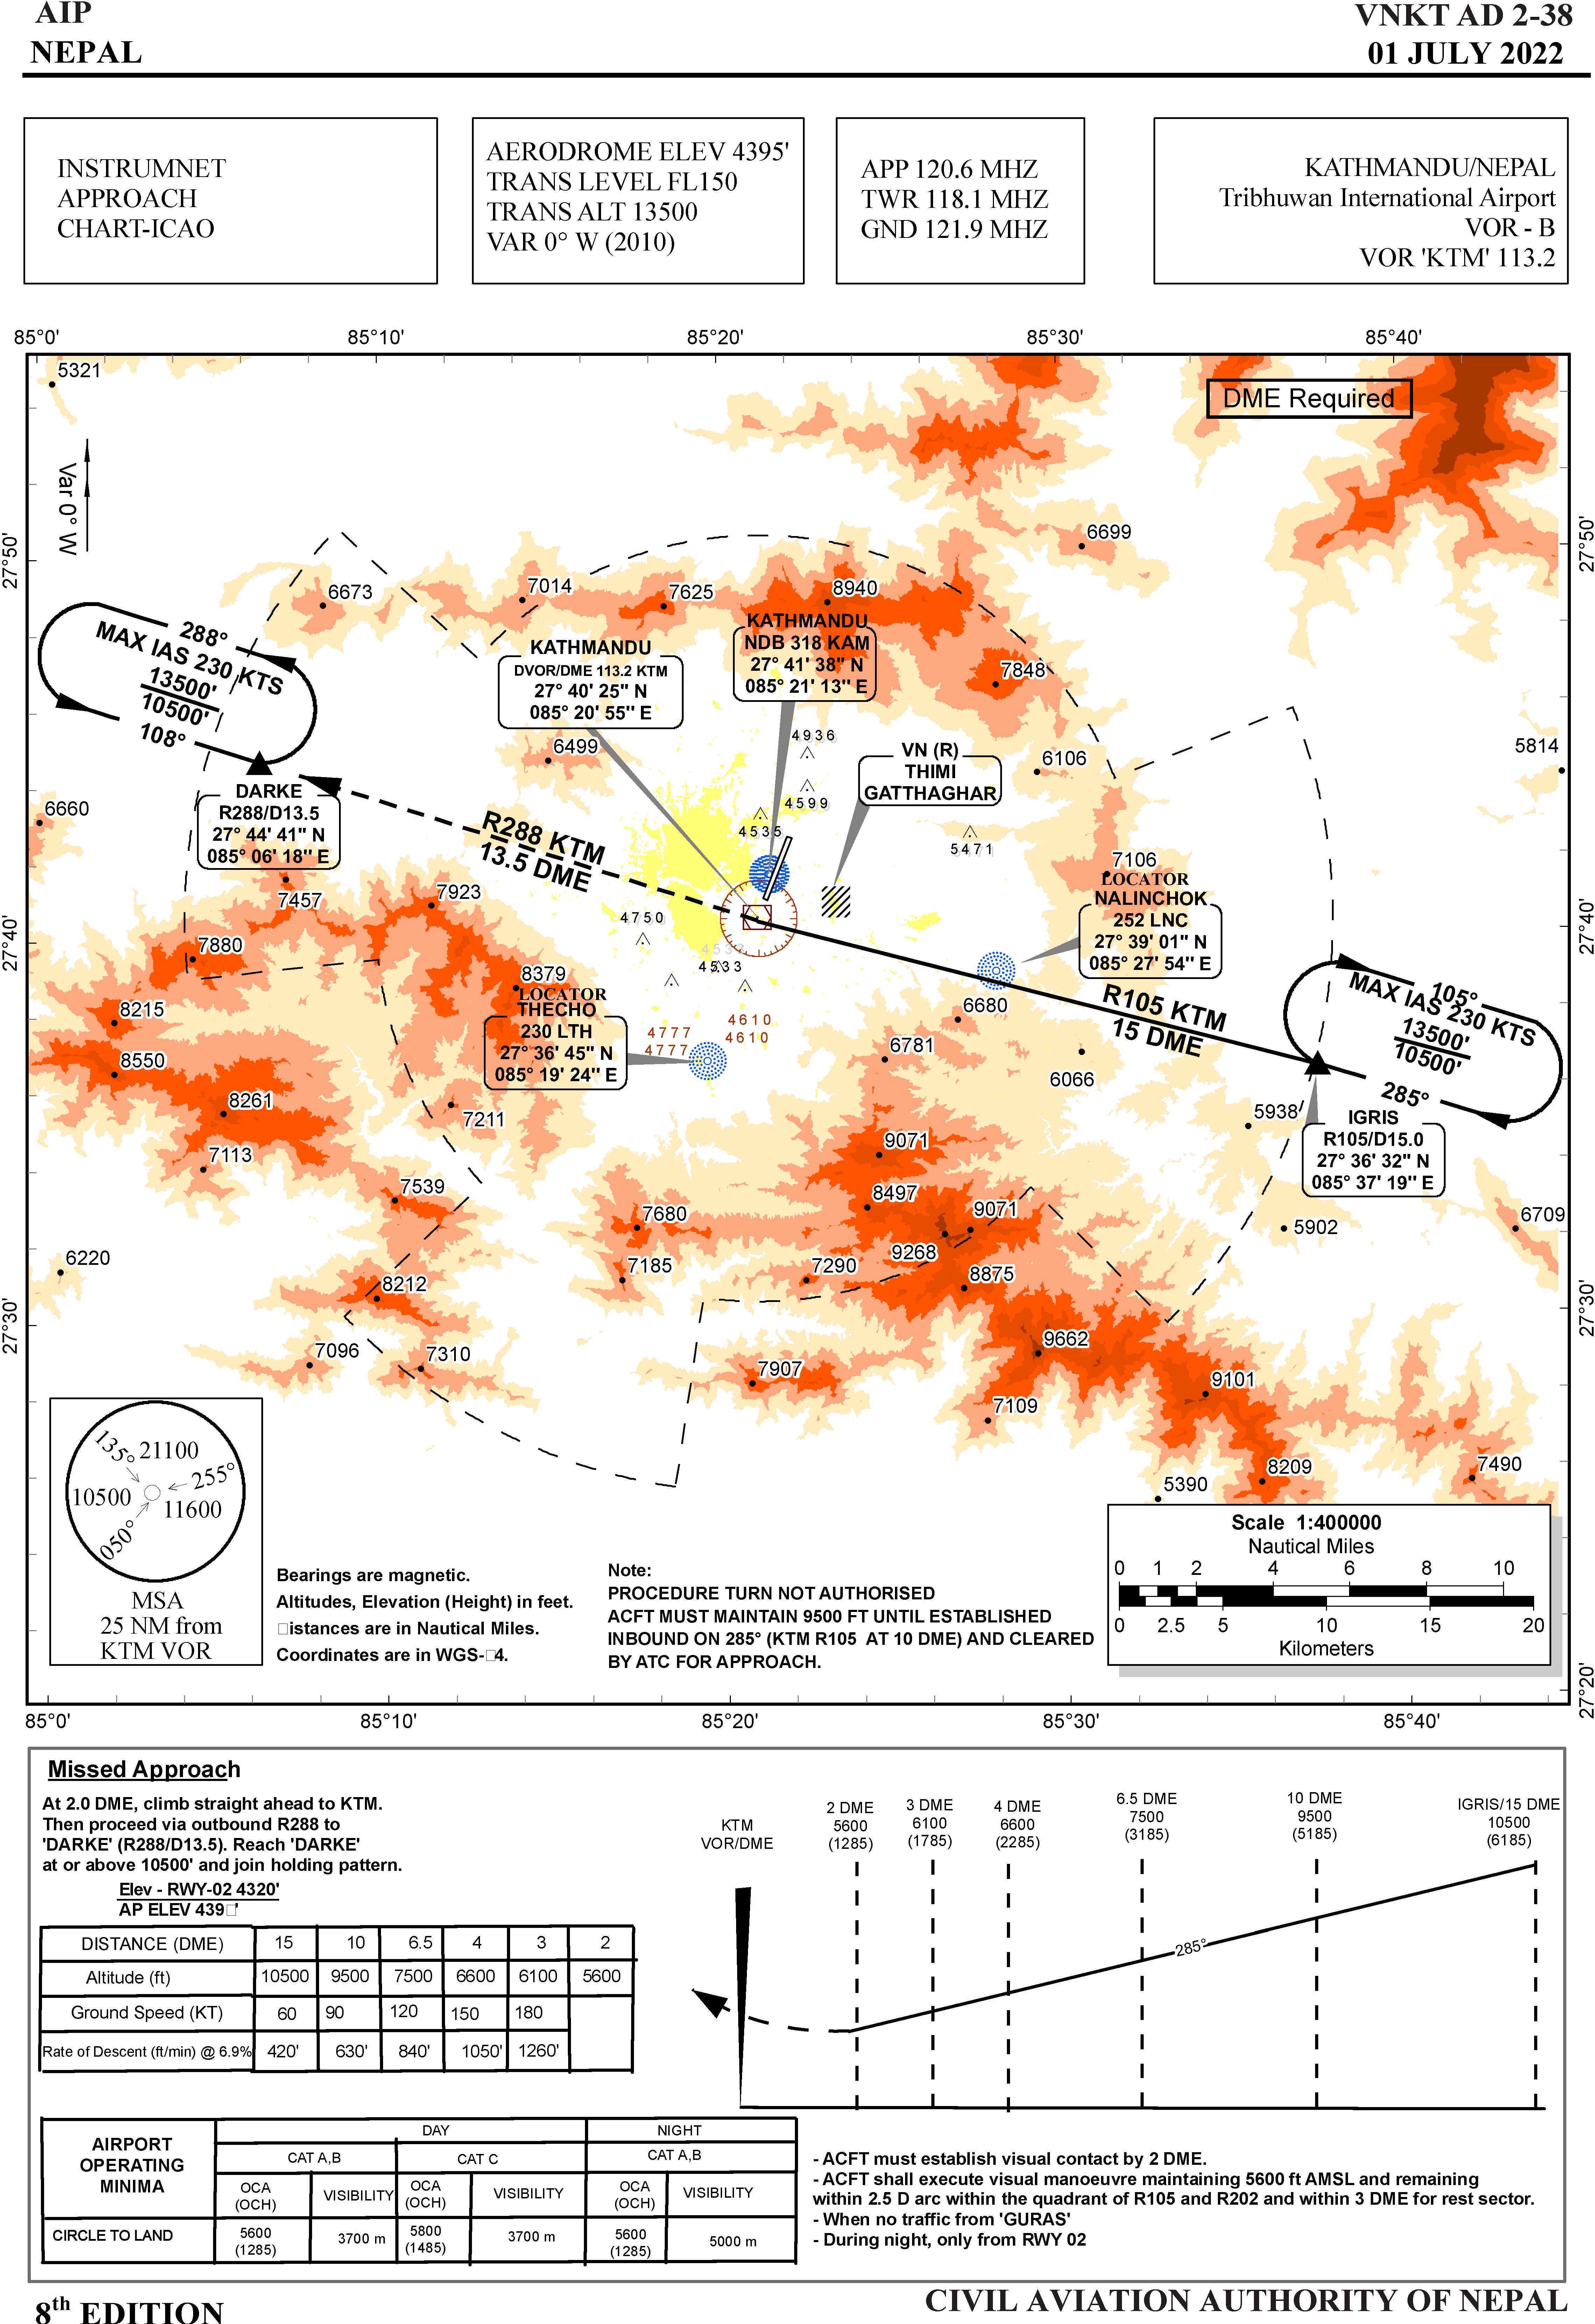 AIP
NEPAL
VNKT AD 2-38
01 JULY 2022
INSTRUMNET
APPROACH
CHART-ICAO
AERODROME ELEV 4395'
TRANS LEVEL FL150
TRANS ALT 13500
VAR 0° W (2010)
APP 120.6 MHZ
TWR 118.1 MHZ
GND 121.9 MHZ
KATHMANDU/NEPAL
Tribhuwan International Airport
VOR - B
VOR 'KTM' 113.2
85°0'
85°10'
85°20'
85°30'
85°40'
5321
DME Required
Var 0° W
27°50'
27°50'
6699
6673
7014
7625
8940
288°
MAX IAS 230 KTS
13500'
10500'
108°
KATHMANDU
DVOR/DME 113.2 KTM
27° 40' 25" N
085° 20' 55" E
KATHMANDU
NDB 318 KAM
27° 41' 38" N
085° 21' 13" E
7848
4936
6499
VN (R)
THIMI
GATTHAGHAR
6106
5814
4599
4535
5471
6660
DARKE
R288/D13.5
27° 44' 41" N
085° 06' 18" E
R288 KTM
13.5 DME
7457
7923
7106
LOCATOR
NALINCHOK
252 LNC
27° 39' 01" N
085° 27' 54" E
27°40'
27°40'
4750
7880
4533
4533
8379
LOCATOR
THECHO
230 LTH
27° 36' 45" N
085° 19' 24" E
8215
8550
8261
7211
7113
4777
4777
4610
4610
6680
6781
6066
R105 KTM
15 DME
105°
MAX IAS 230 KTS
13500'
10500'
285°
5938
IGRIS
R105/D15.0
27° 36' 32" N
085° 37' 19" E
9071
7539
8497
7680
9071
9268
5902
6709
6220
7185
7290
8875
8212
27°30'
27°30'
7096
7310
7907
9662
9101
7109
8209
7490
5390
135°
21100
255°
10500
11600
050°
MSA
25 NM from
KTM VOR
Bearings are magnetic.
Altitudes, Elevation (Height) in feet.
□istances are in Nautical Miles.
Coordinates are in WGS-□4.
Note:
PROCEDURE TURN NOT AUTHORISED
ACFT MUST MAINTAIN 9500 FT UNTIL ESTABLISHED
INBOUND ON 285° (KTM R105 AT 10 DME) AND CLEARED
BY ATC FOR APPROACH.
Scale 1:400000
Nautical Miles
0 1 2 4 6 8 10
0 2.5 5 10 15 20
Kilometers
27°20'
85°0'
85°10'
85°20'
85°30'
85°40'
Missed Approach
At 2.0 DME, climb straight ahead to KTM.
Then proceed via outbound R288 to
'DARKE' (R288/D13.5). Reach 'DARKE'
at or above 10500' and join holding pattern.
Elev - RWY-02 4320'
AP ELEV 439□'
DISTANCE (DME) 15 10 6.5 4 3 2
Altitude (ft) 10500 9500 7500 6600 6100 5600
Ground Speed (KT) 60 90 120 150 180
Rate of Descent (ft/min) @ 6.9% 420' 630' 840' 1050' 1260'
KTM
VOR/DME
2 DME
5600
(1285)
3 DME
6100
(1785)
4 DME
6600
(2285)
6.5 DME
7500
(3185)
10 DME
9500
(5185)
IGRIS/15 DME
10500
(6185)
285°
AIRPORT
OPERATING
MINIMA
DAY
NIGHT
CAT A,B
CAT C
CAT A,B
OCA
(OCH)
VISIBILITY
OCA
(OCH)
VISIBILITY
OCA
(OCH)
VISIBILITY
CIRCLE TO LAND
5600
(1285)
3700 m
5800
(1485)
3700 m
5600
(1285)
5000 m
- ACFT must establish visual contact by 2 DME.
- ACFT shall execute visual manoeuvre maintaining 5600 ft AMSL and remaining
within 2.5 D arc within the quadrant of R105 and R202 and within 3 DME for rest sector.
- When no traffic from 'GURAS'
- During night, only from RWY 02
8th EDITION
CIVIL AVIATION AUTHORITY OF NEPAL